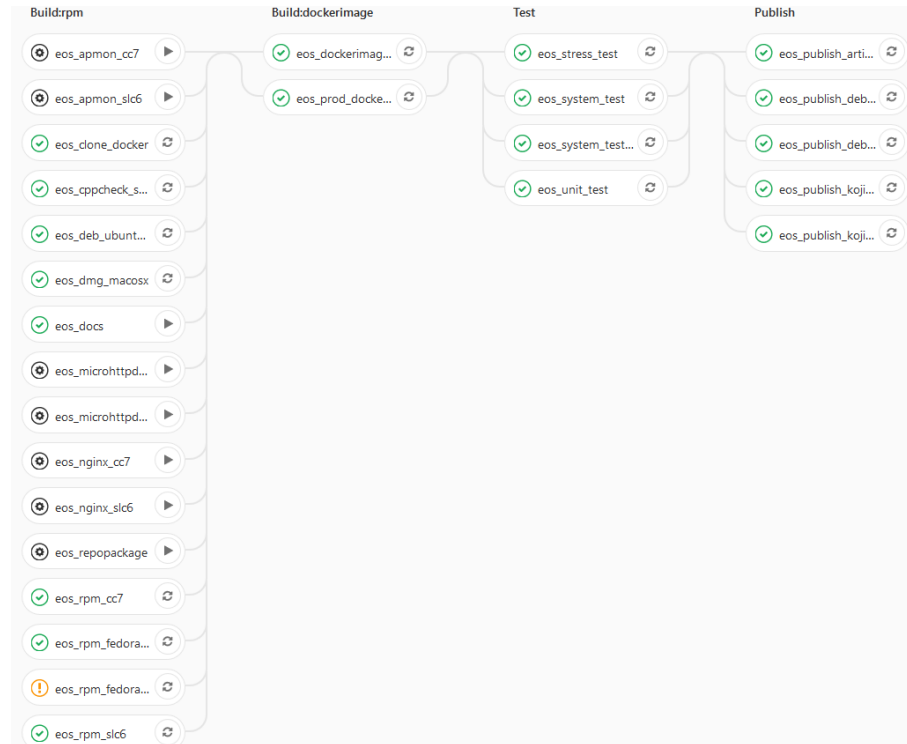 Build:rpm
eos_apmon_cc7
eos_apmon_slc6
eos_clone_docker
eos_cppcheck_s...
eos_deb_ubunt...
eos_dmg_macosx
eos_docs
eos_microhttpd...
eos_microhttpd...
eos_nginx_cc7
eos_nginx_slc6
eos_repopackage
eos_rpm_cc7
eos_rpm_fedora...
eos_rpm_fedora...
eos_rpm_slc6
Build:dockerimage
eos_dockerimag...
eos_prod_docke...
Test
eos_stress_test
eos_system_test
eos_system_test...
eos_unit_test
Publish
eos_publish_arti...
eos_publish_deb...
eos_publish_deb...
eos_publish_koji...
eos_publish_koji...